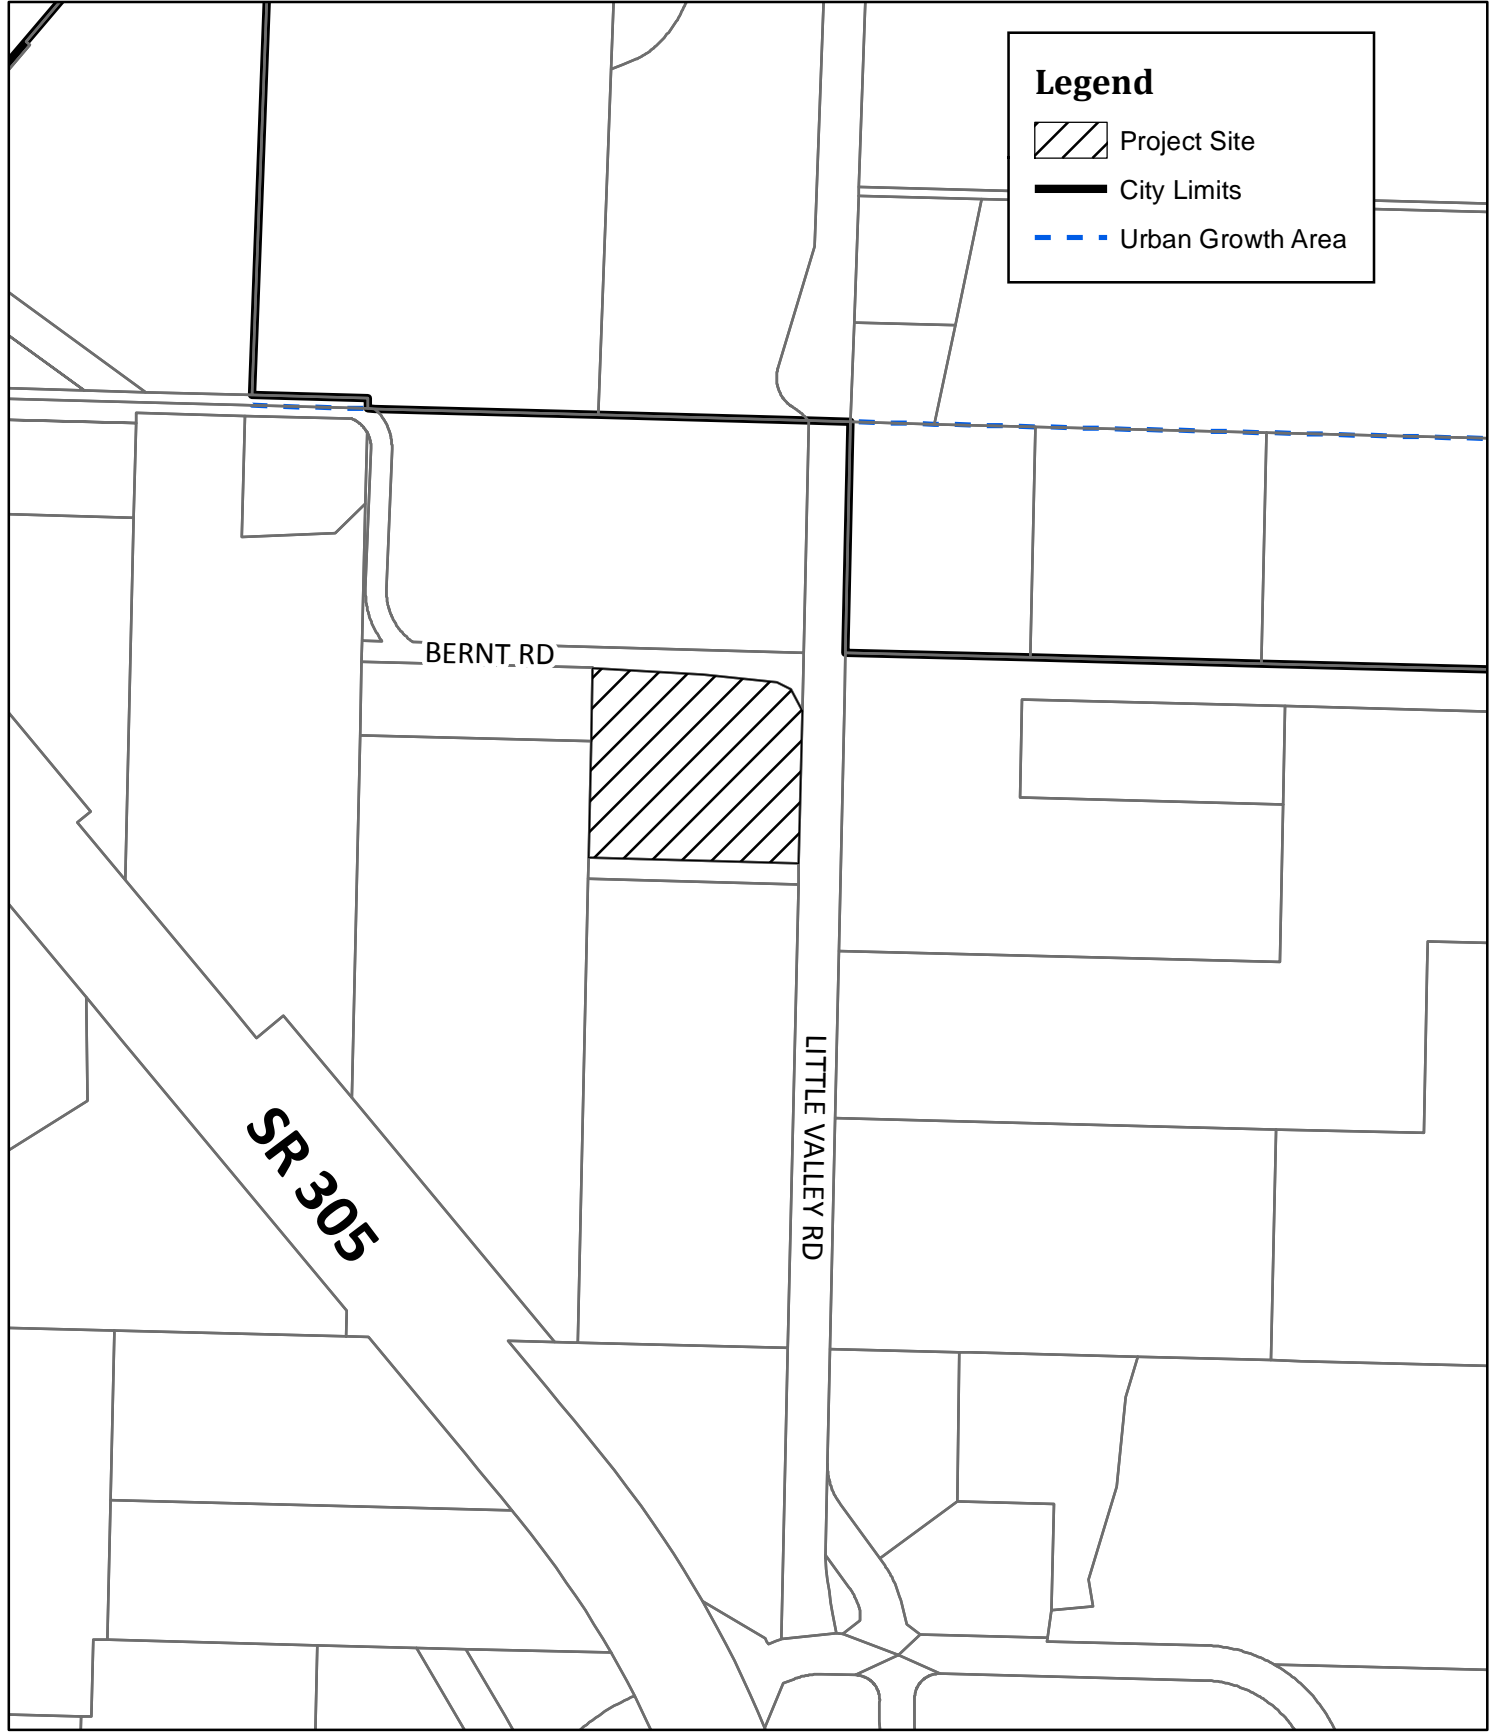 Legend
Project Site
City Limits
Urban Growth Area
BERNT RD
LITTLE VALLEY RD
SR 305